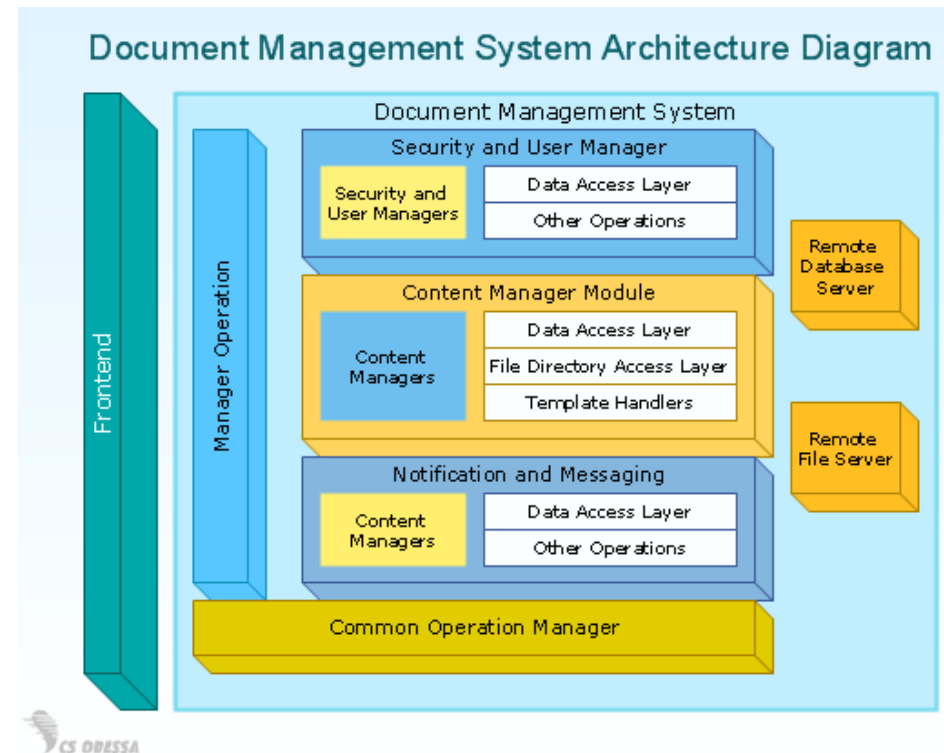 Document Management System Architecture Diagram
Document Management System
Frontend
Manager Operation
Security and User Manager
Security and
User Managers
Data Access Layer
Other Operations
Content Manager Module
Content
Managers
Data Access Layer
File Directory Access Layer
Template Handlers
Notification and Messaging
Content
Managers
Data Access Layer
Other Operations
Common Operation Manager
Remote
Database
Server
Remote
File Server
CS ODESSA